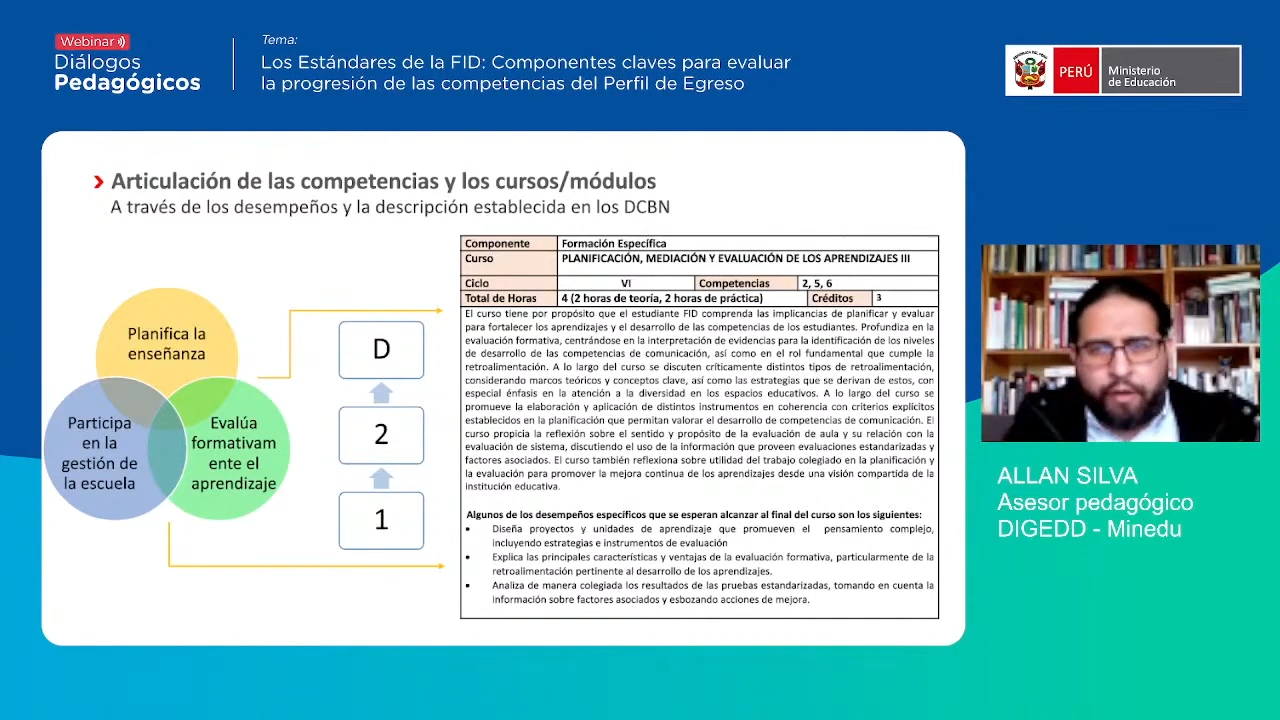 Webinar
Diálogos
Pedagógicos
Tema:
Los Estándares de la FID: Componentes claves para evaluar
la progresión de las competencias del Perfil de Egreso
PERÚ
Ministerio
de Educación
Articulación de las competencias y los cursos/módulos
A través de los desempeños y la descripción establecida en los DCBN
Planifica la
enseñanza
Participa
en la
gestión de
la escuela
Evalúa
formativam
ente el
aprendizaje
D
2
1
Componente Formación Específica
Curso PLANIFICACIÓN, MEDIACIÓN Y EVALUACIÓN DE LOS APRENDIZAJES III
Ciclo VI Competencias 2, 5, 6
Total de Horas 4 (2 horas de teoría, 2 horas de práctica) Créditos 3
El curso tiene por propósito que el estudiante FID comprenda las implicancias de planificar y evaluar
para fortalecer los aprendizajes y el desarrollo de las competencias de los estudiantes. Profundiza en la
evaluación formativa, centrándose en la interpretación de evidencias para la identificación de los niveles
de desarrollo de las competencias de comunicación, así como en el rol fundamental que cumple la
retroalimentación. A lo largo del curso se discuten críticamente distintos tipos de retroalimentación,
considerando marcos teóricos y conceptos clave, así como las estrategias que se derivan de estos, con
especial énfasis en la atención a la diversidad en los espacios educativos. A lo largo del curso se
promueve la elaboración y aplicación de distintos instrumentos en coherencia con criterios explícitos
establecidos en la planificación que permitan valorar el desarrollo de competencias de comunicación. El
curso propicia la reflexión sobre el sentido y propósito de la evaluación de aula y su relación con la
evaluación de sistema, discutiendo el uso de la información que proveen evaluaciones estandarizadas y
factores asociados. El curso también reflexiona sobre utilidad del trabajo colegiado en la planificación y
la evaluación para promover la mejora continua de los aprendizajes desde una visión compartida de la
institución educativa.
Algunos de los desempeños específicos que se esperan alcanzar al final del curso son los siguientes:
• Diseña proyectos y unidades de aprendizaje que promueven el pensamiento complejo,
incluyendo estrategias e instrumentos de evaluación
• Explica las principales características y ventajas de la evaluación formativa, particularmente de la
retroalimentación pertinente al desarrollo de los aprendizajes.
• Analiza de manera colegiada los resultados de las pruebas estandarizadas, tomando en cuenta la
información sobre factores asociados y esbozando acciones de mejora.
ALLAN SILVA
Asesor pedagógico
DIGEDD - Minedu